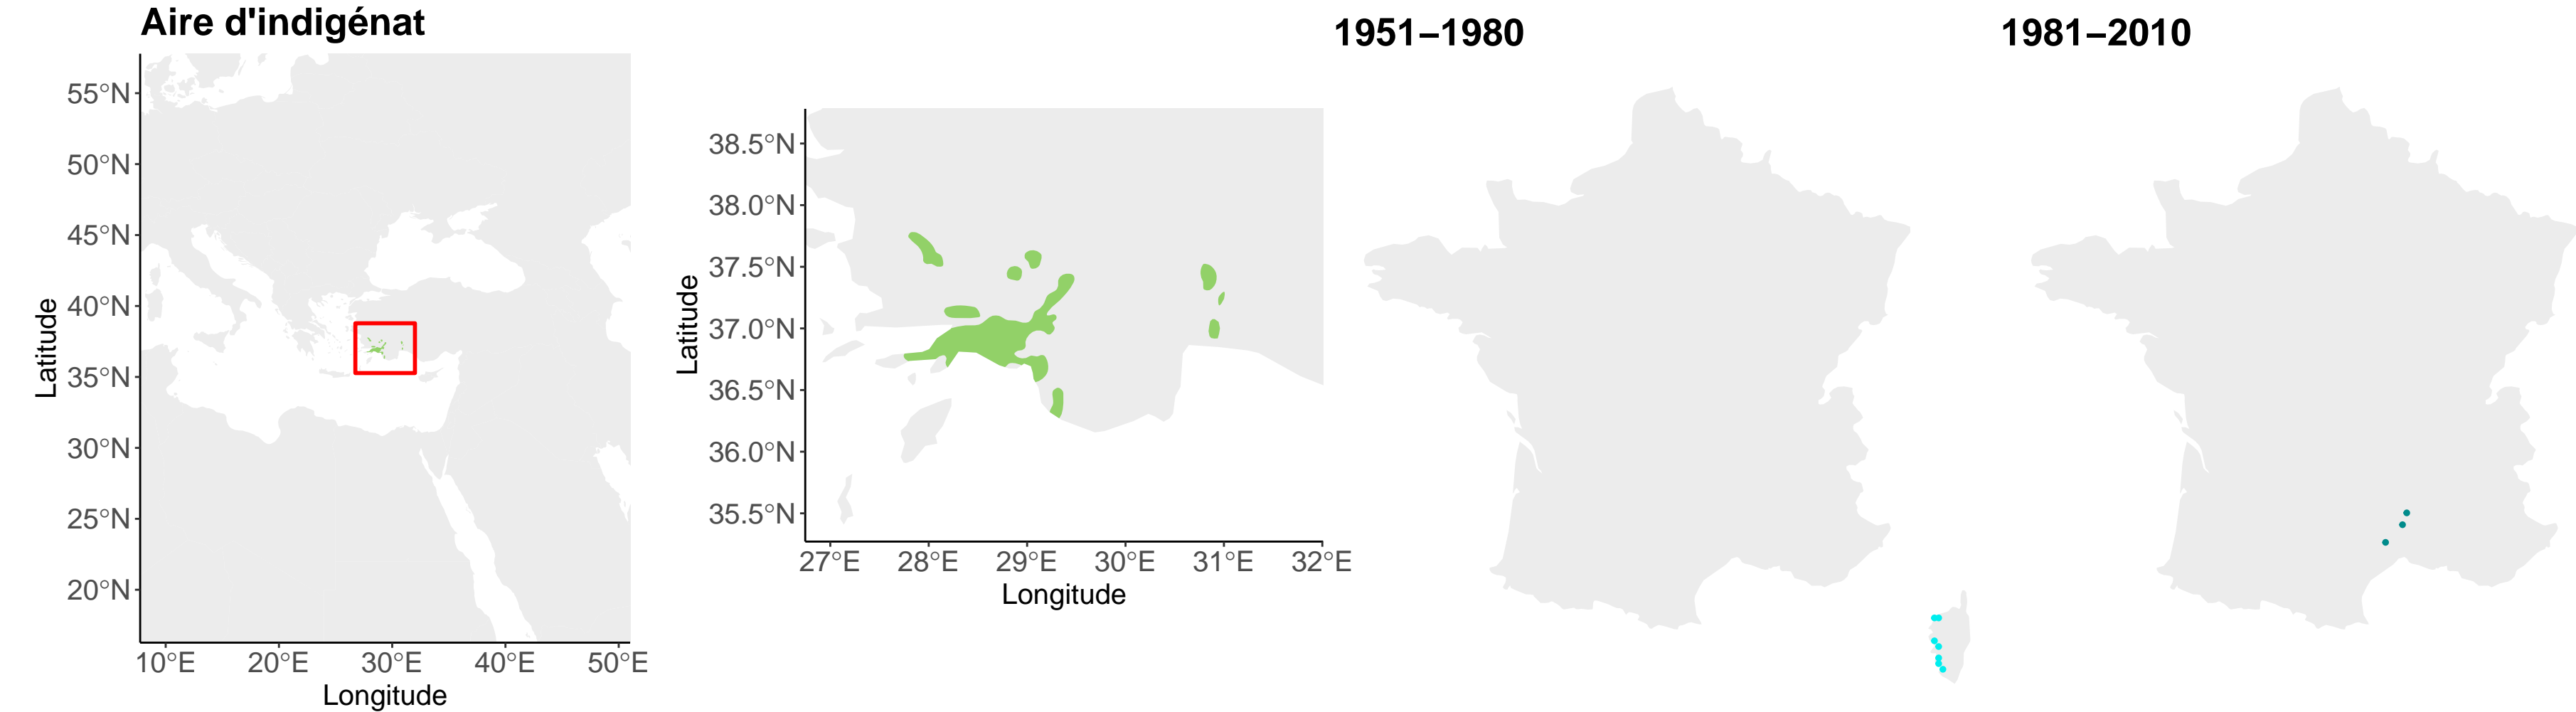 Aire d'indigénat
1951–1980
1981–2010
55°N
50°N
45°N
40°N
35°N
30°N
25°N
20°N
Latitude
10°E 20°E 30°E 40°E 50°E
Longitude
38.5°N
38.0°N
37.5°N
37.0°N
36.5°N
36.0°N
35.5°N
Latitude
27°E 28°E 29°E 30°E 31°E 32°E
Longitude